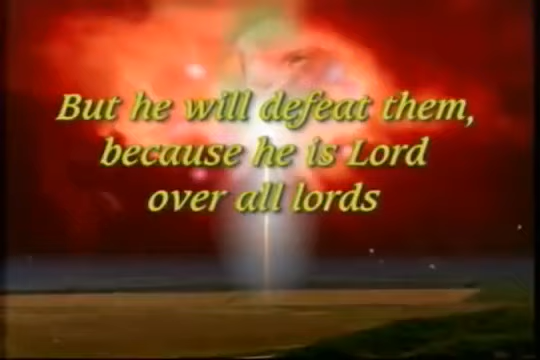 But he will defeat them,
because he is Lord
over all lords